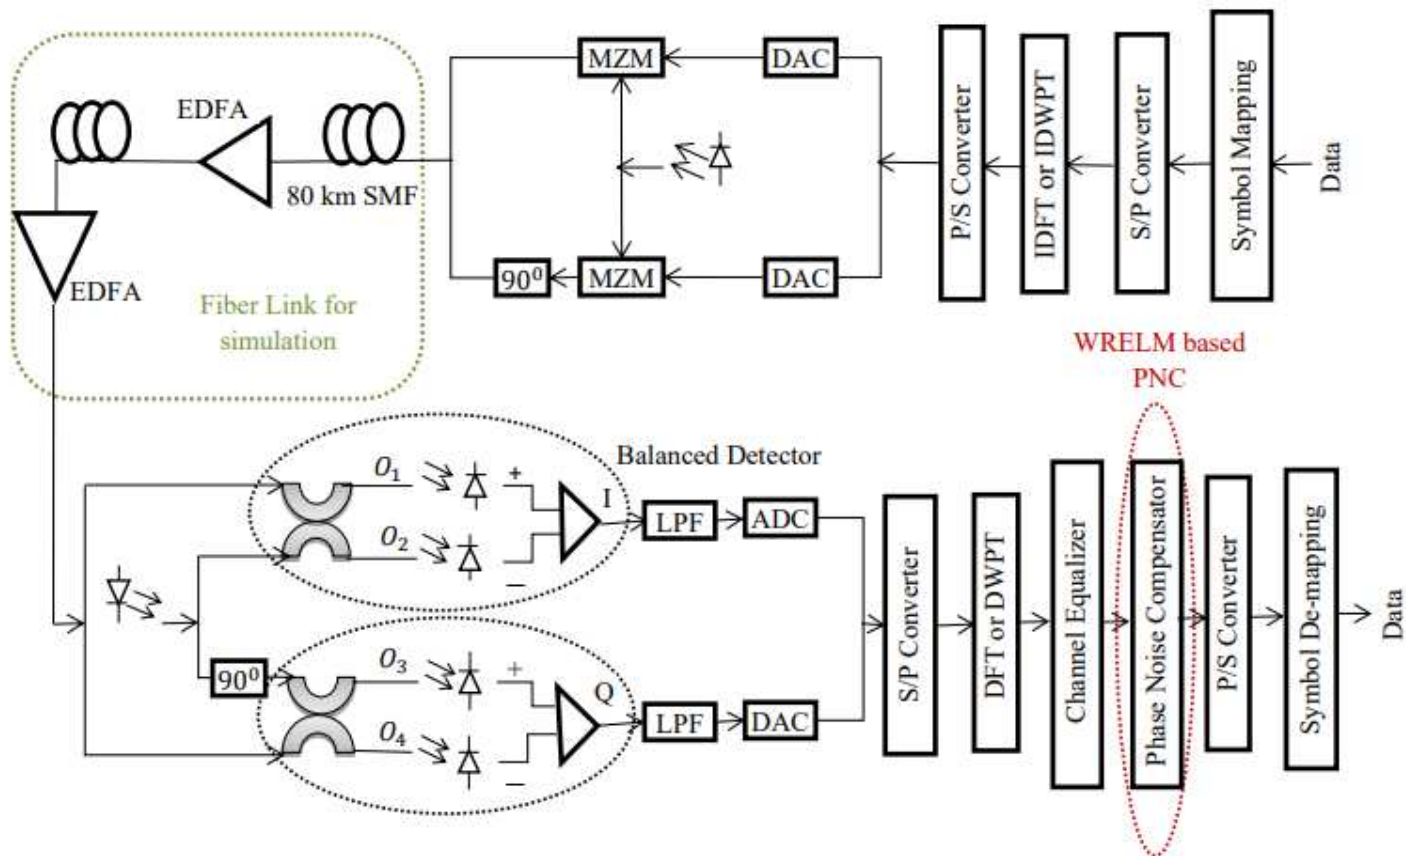 EDFA
80 km SMF
EDFA
Fiber Link for
simulation
MZM
DAC
90⁰
MZM
DAC
P/S Converter
IDFT or IDWPT
S/P Converter
Symbol Mapping
Data
WRELM based
PNC
Balanced Detector
O₁
+
I
O₂
−
LPF
ADC
90⁰
O₃
+
Q
O₄
−
LPF
DAC
S/P Converter
DFT or DWPT
Channel Equalizer
Phase Noise Compensator
P/S Converter
Symbol De-mapping
Data